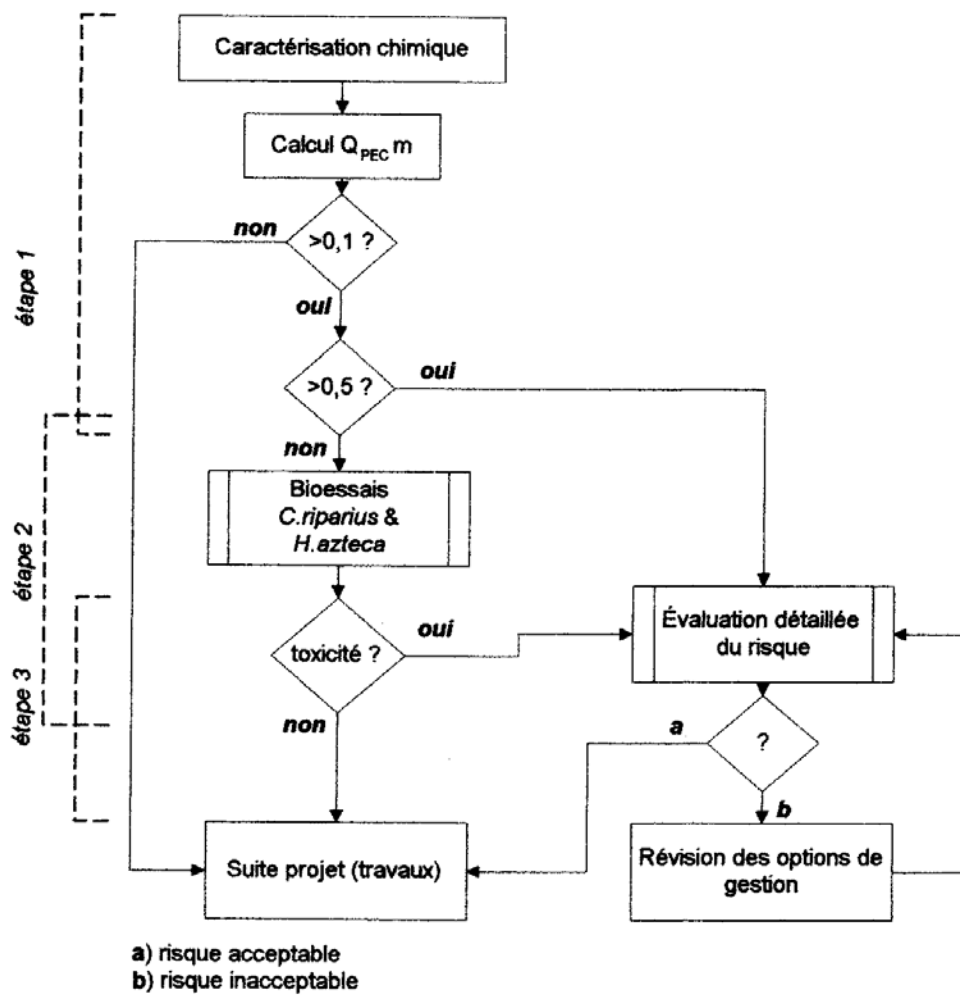 Caractérisation chimique
Calcul Q_PEC m
non
>0,1 ?
oui
étape 1
>0,5 ?
oui
non
Bioessais
C.riparius &
H.azteca
étape 2
Évaluation détaillée
du risque
toxicité ?
oui
étape 3
non
a
?
b
Suite projet (travaux)
Révision des options de
gestion
a) risque acceptable
b) risque inacceptable